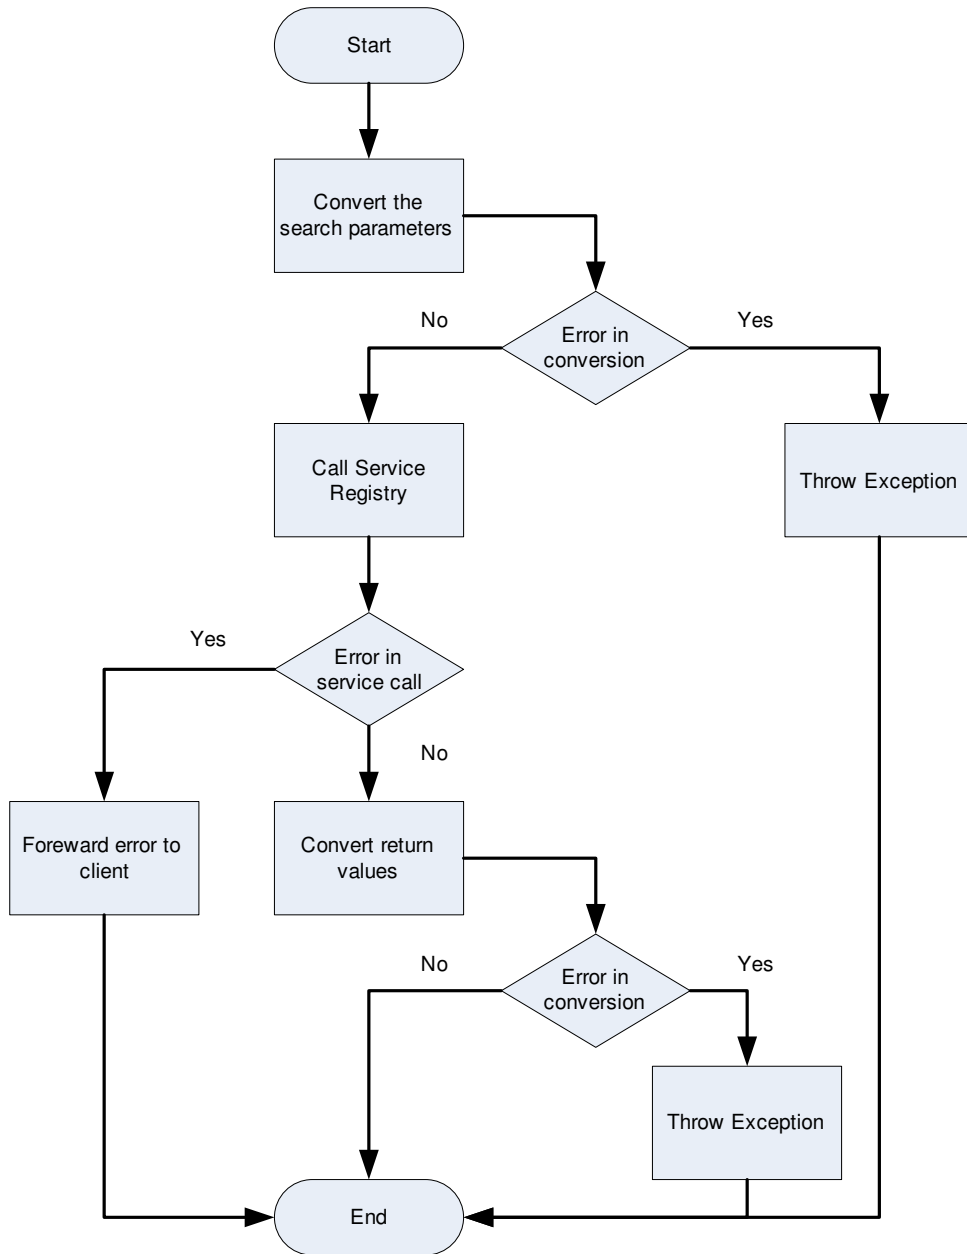 Start
Convert the
search parameters
No
Yes
Error in
conversion
Call Service
Registry
Throw Exception
Yes
Error in
service call
No
Foreward error to
client
Convert return
values
No
Yes
Error in
conversion
Throw Exception
End